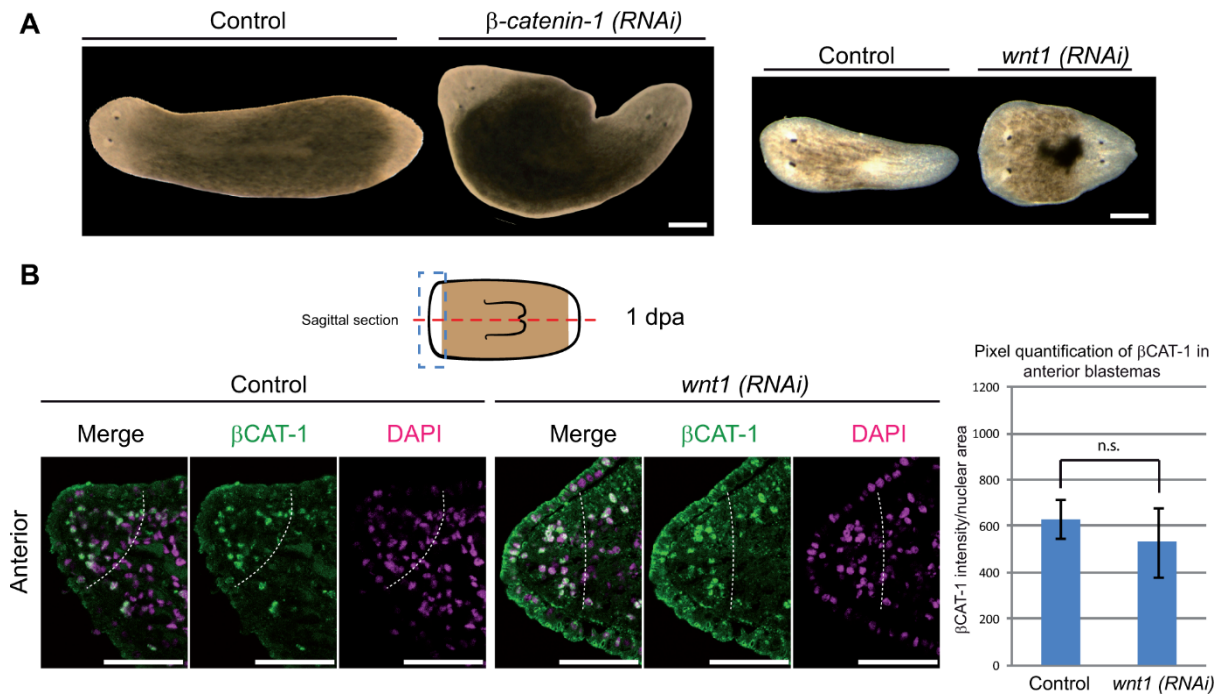 A
Control
β-catenin-1 (RNAi)
Control
wnt1 (RNAi)
B
Sagittal section
1 dpa
Control
wnt1 (RNAi)
Merge
βCAT-1
DAPI
Merge
βCAT-1
DAPI
Anterior
Pixel quantification of βCAT-1 in
anterior blastemas
βCAT-1 intensity/nuclear area
1200
1000
800
600
400
200
0
n.s.
Control
wnt1 (RNAi)